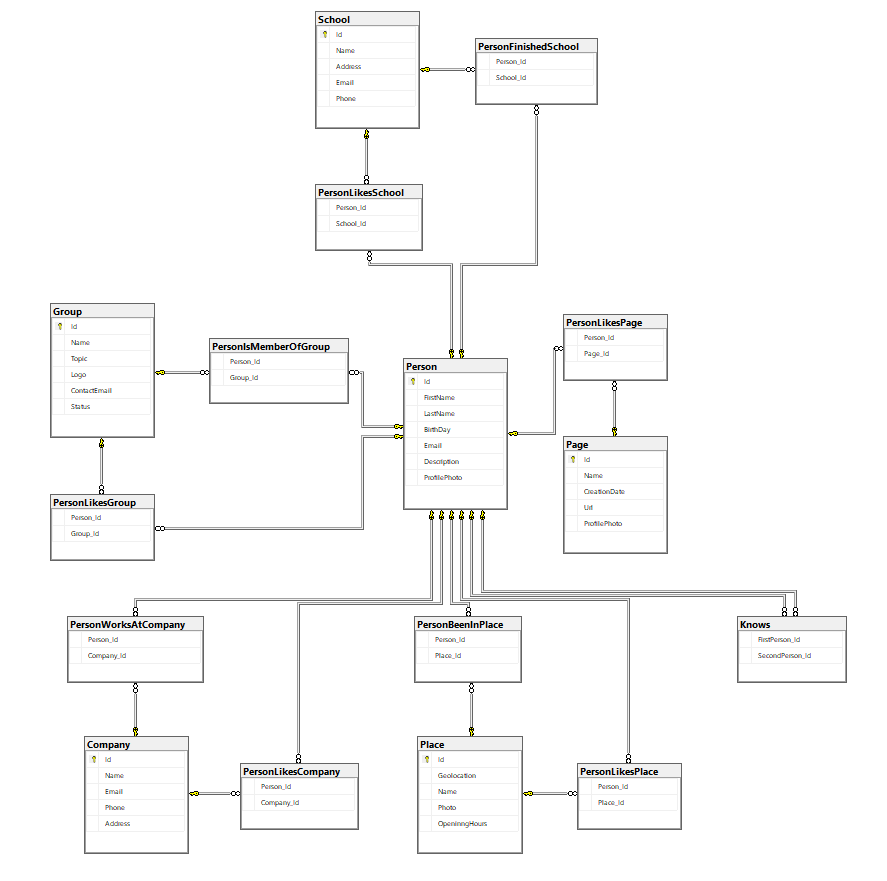 School
Id
Name
Address
Email
Phone
PersonFinishedSchool
Person_Id
School_Id
PersonLikesSchool
Person_Id
School_Id
Group
Id
Name
Topic
Logo
ContactEmail
Status
PersonIsMemberOfGroup
Person_Id
Group_Id
Person
Id
FirstName
LastName
BirthDay
Email
Description
ProfilePhoto
PersonLikesPage
Person_Id
Page_Id
Page
Id
Name
CreationDate
Url
ProfilePhoto
PersonLikesGroup
Person_Id
Group_Id
PersonWorksAtCompany
Person_Id
Company_Id
PersonBeenInPlace
Person_Id
Place_Id
Knows
FirstPerson_Id
SecondPerson_Id
Company
Id
Name
Email
Phone
Address
PersonLikesCompany
Person_Id
Company_Id
Place
Id
Geolocation
Name
Photo
OpeninngHours
PersonLikesPlace
Person_Id
Place_Id